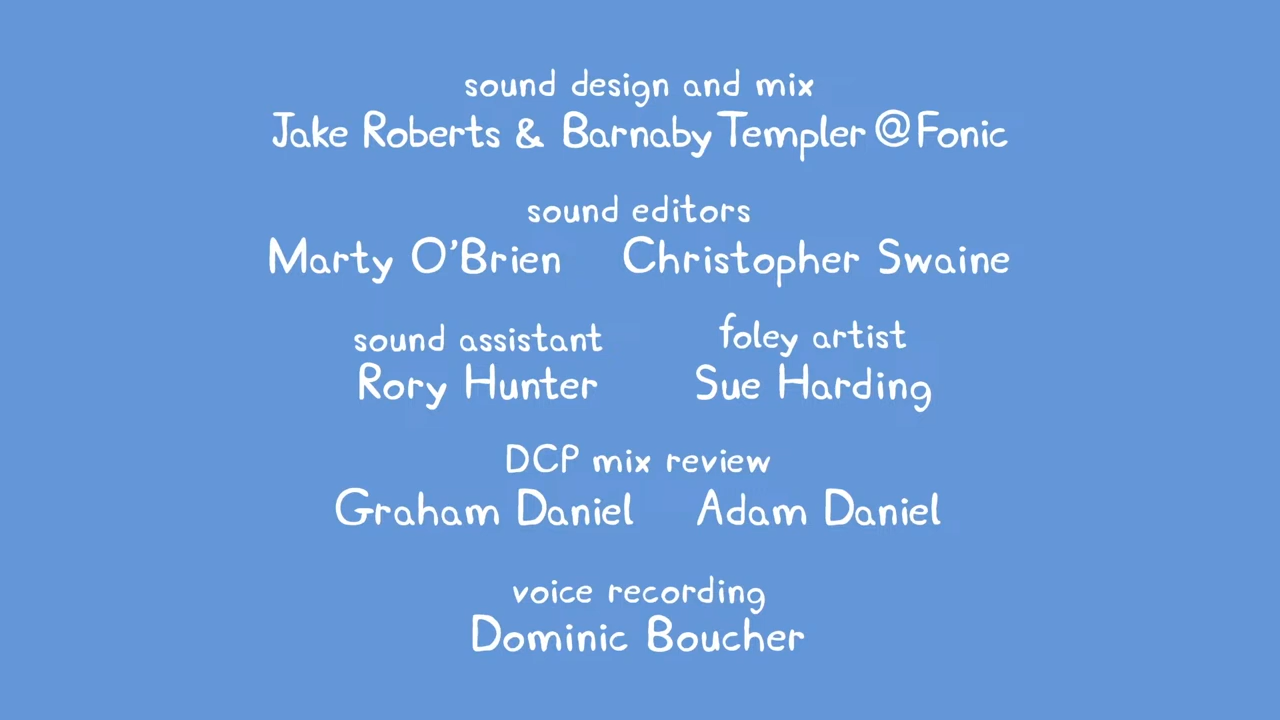 sound design and mix
Jake Roberts & Barnaby Templer @ Fonic
sound editors
Marty O'Brien Christopher Swaine
sound assistant foley artist
Rory Hunter Sue Harding
DCP mix review
Graham Daniel Adam Daniel
voice recording
Dominic Boucher